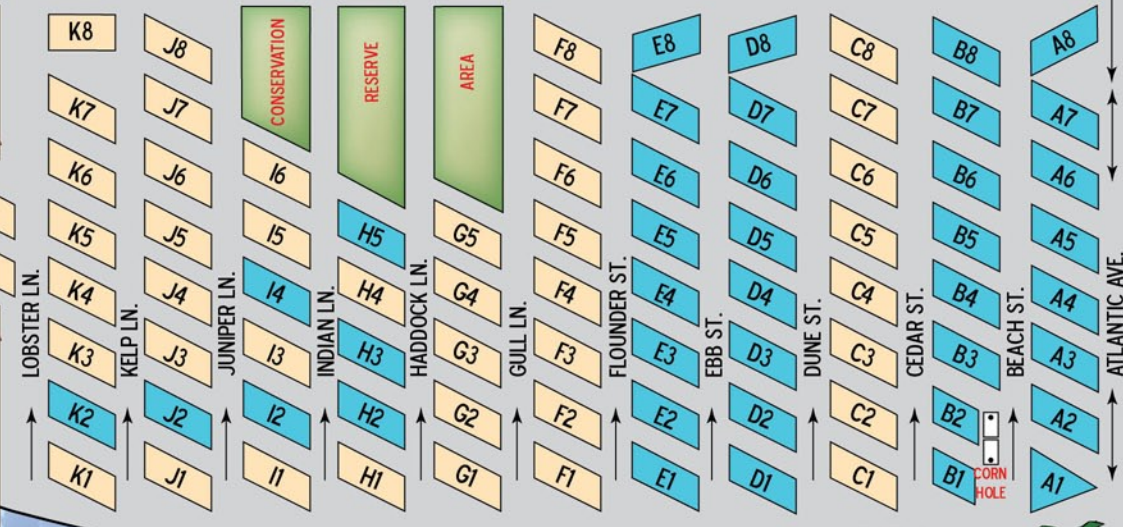 K8
J8
CONSERVATION
RESERVE
AREA
F8
E8
D8
C8
B8
A8
K7
J7
F7
E7
D7
C7
B7
A7
K6
J6
I6
F6
E6
D6
C6
B6
A6
K5
J5
I5
H5
G5
F5
E5
D5
C5
B5
A5
K4
J4
I4
H4
G4
F4
E4
D4
C4
B4
A4
K3
J3
I3
H3
G3
F3
E3
D3
C3
B3
A3
LOBSTER LN.
KELP LN.
JUNIPER LN.
INDIAN LN.
HADDOCK LN.
GULL LN.
FLOUNDER ST.
EBB ST.
DUNE ST.
CEDAR ST.
BEACH ST.
ATLANTIC AVE.
K2
J2
I2
H2
G2
F2
E2
D2
C2
B2
A2
K1
J1
I1
H1
G1
F1
E1
D1
C1
B1
CORN
HOLE
A1